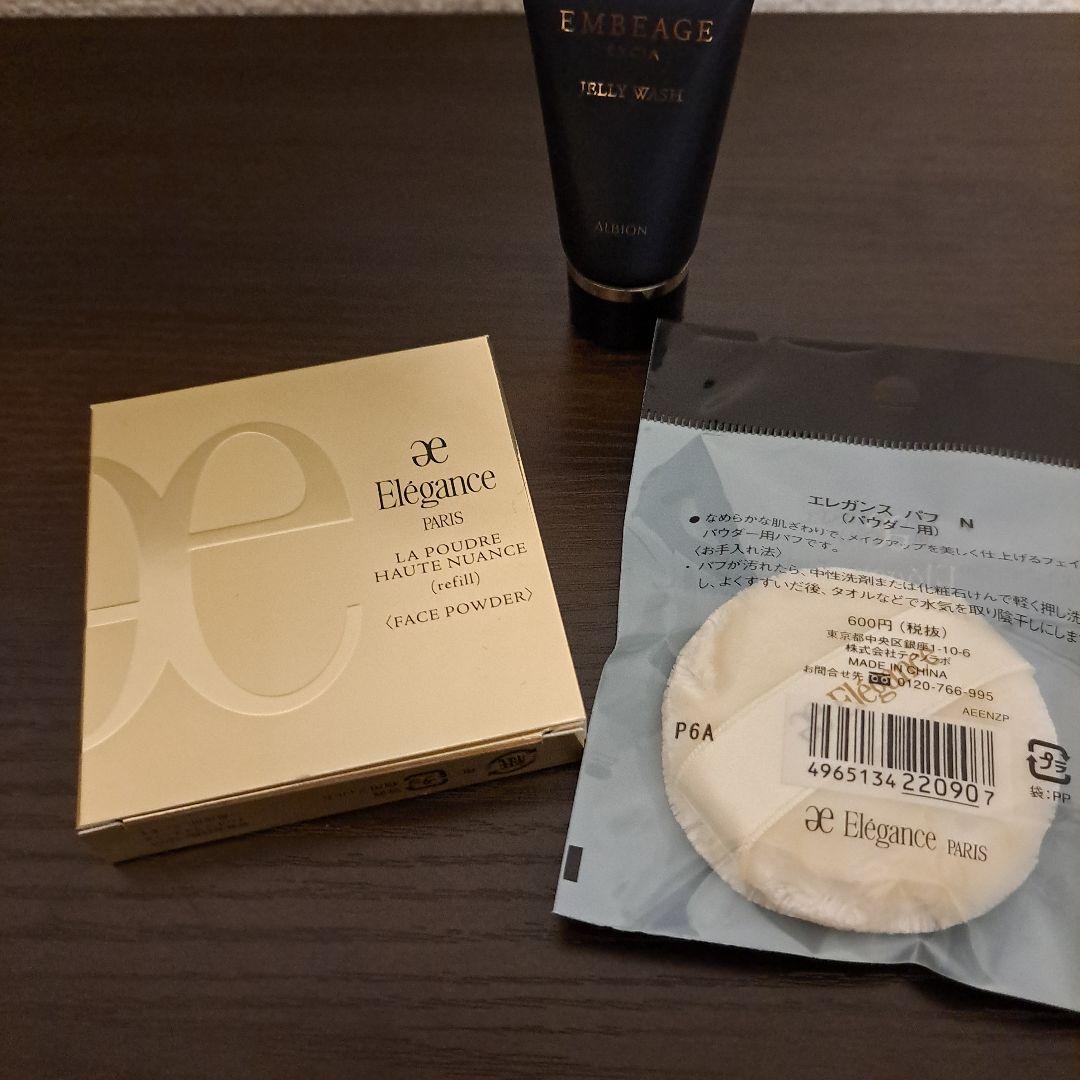 EMBEAGE
JELLY WASH
ALBION
æ
Elégance
PARIS
LA POUDRE
HAUTE NUANCE
(refill)
〈FACE POWDER〉
エレガンス パフ N
(パウダー用)
● なめらかな肌ざわりで、メイクアップを美しく仕上げるフェイ
パウダー用パフです。
〈お手入れ法〉
・パフが汚れたら、中性洗剤または化粧石けんで軽く押し洗
し、よくすすいだ後、タオルなどで水気を取り陰干しにしま
600円(税抜)
東京都中央区銀座1-10-6
株式会社テクノラボ
MADE IN CHINA
お問合せ先 0120-766-995
Elégance
AEENZP
P6A
4965134220907
プラ
袋:PP
æ Elégance PARIS